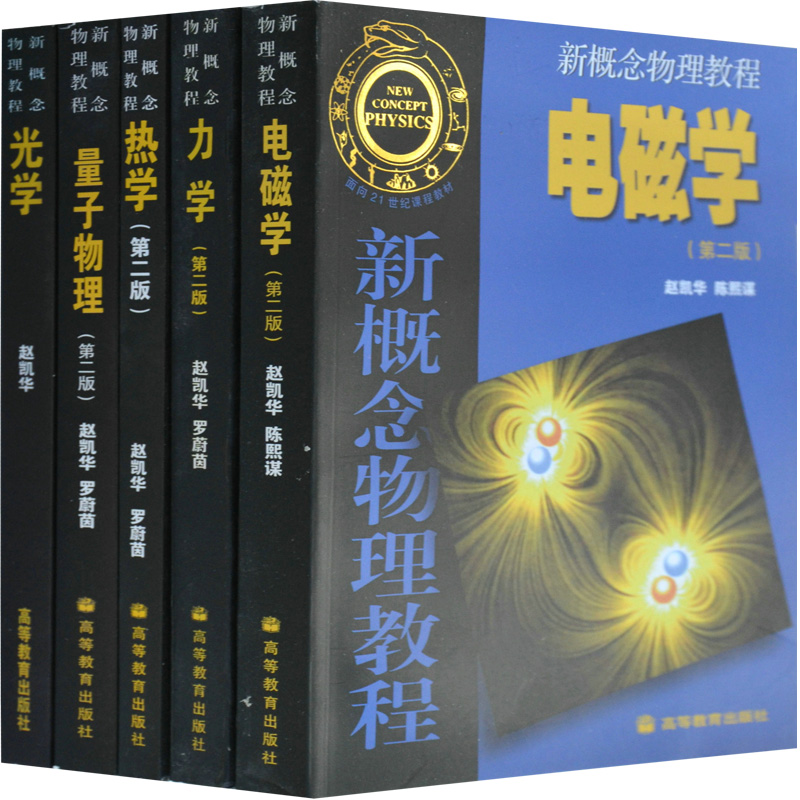 新概念
物理教程
光学
赵凯华
高等教育出版社
新概念
物理教程
量子物理
(第二版)
赵凯华 罗蔚茵
高等教育出版社
新概念
物理教程
热学
(第二版)
赵凯华 罗蔚茵
高等教育出版社
新概念
物理教程
力学
(第二版)
赵凯华 罗蔚茵
高等教育出版社
新概念
物理教程
电磁学
(第二版)
赵凯华 陈熙谋
高等教育出版社
NEW
CONCEPT
PHYSICS
面向21世纪课程教材
新概念物理教程
新概念物理教程
电磁学
(第二版)
赵凯华 陈熙谋
高等教育出版社